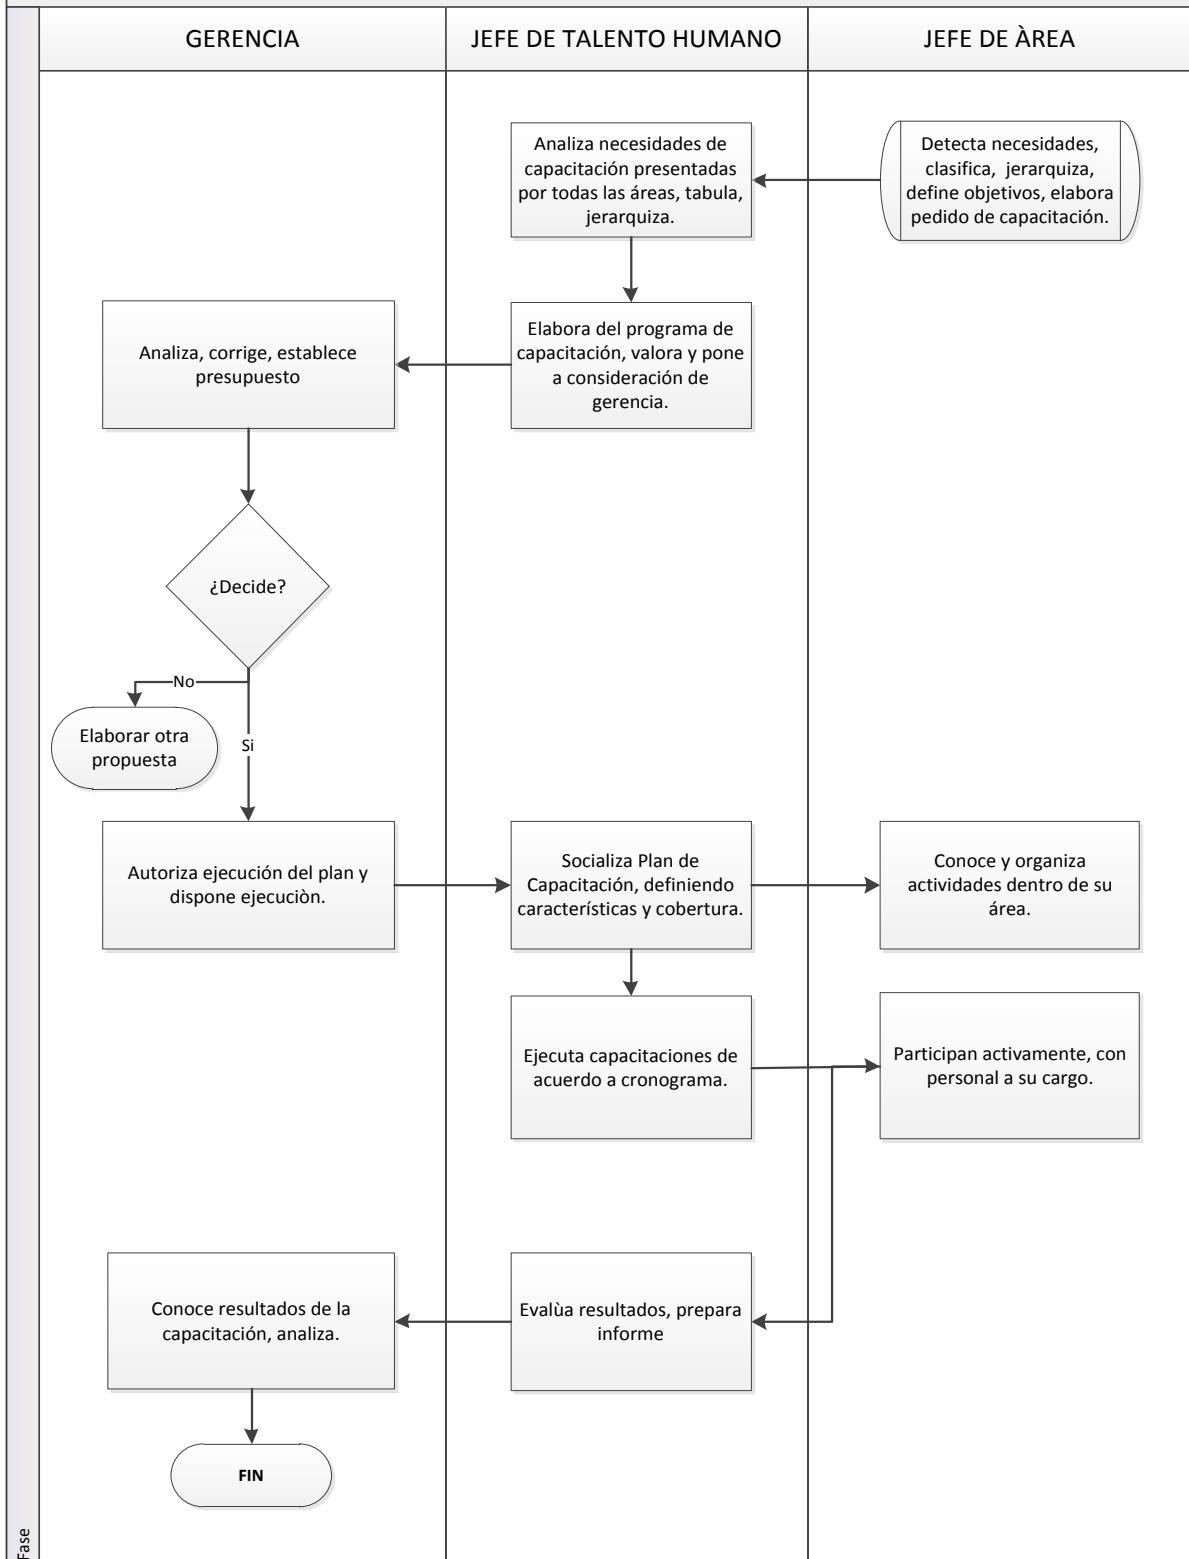 GERENCIA
JEFE DE TALENTO HUMANO
JEFE DE ÀREA
Detecta necesidades,
clasifica, jerarquiza,
define objetivos, elabora
pedido de capacitación.
Analiza necesidades de
capacitación presentadas
por todas las áreas, tabula,
jerarquiza.
Elabora del programa de
capacitación, valora y pone
a consideración de
gerencia.
Analiza, corrige, establece
presupuesto
¿Decide?
No
Elaborar otra
propuesta
Si
Autoriza ejecución del plan y
dispone ejecuciòn.
Socializa Plan de
Capacitación, definiendo
características y cobertura.
Conoce y organiza
actividades dentro de su
área.
Ejecuta capacitaciones de
acuerdo a cronograma.
Participan activamente, con
personal a su cargo.
Evalùa resultados, prepara
informe
Conoce resultados de la
capacitación, analiza.
FIN
Fase